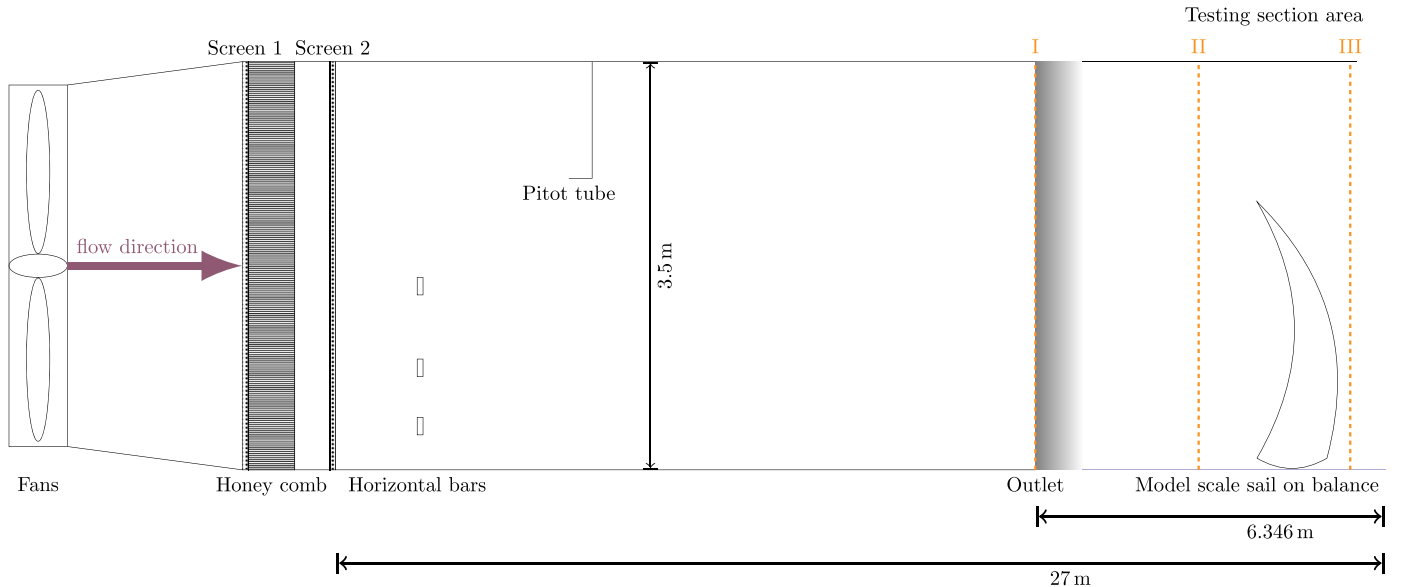 Testing section area
Screen 1 Screen 2
I II III
flow direction
Pitot tube
3.5 m
Fans Honey comb Horizontal bars Outlet Model scale sail on balance
6.346 m
27 m